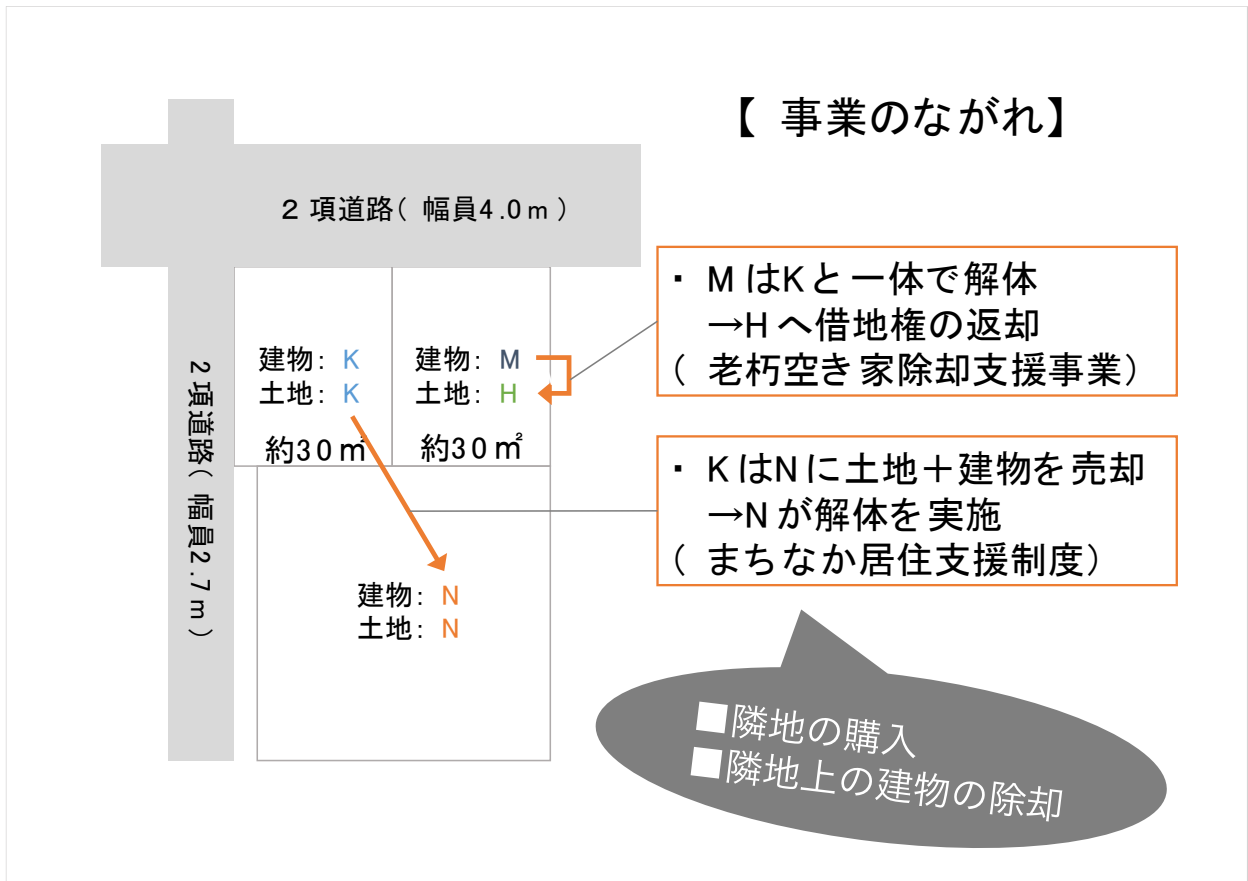 【 事業のながれ】
2 項道路( 幅員4.0m )
2項道路( 幅員2.7m )
建物: K
土地: K
約30㎡
建物: M
土地: H
約30㎡
建物: N
土地: N
・ MはKと一体で解体
→Hへ借地権の返却
( 老朽空き家除却支援事業)
・ KはNに土地＋建物を売却
→Nが解体を実施
( まちなか居住支援制度)
■隣地の購入
■隣地上の建物の除却